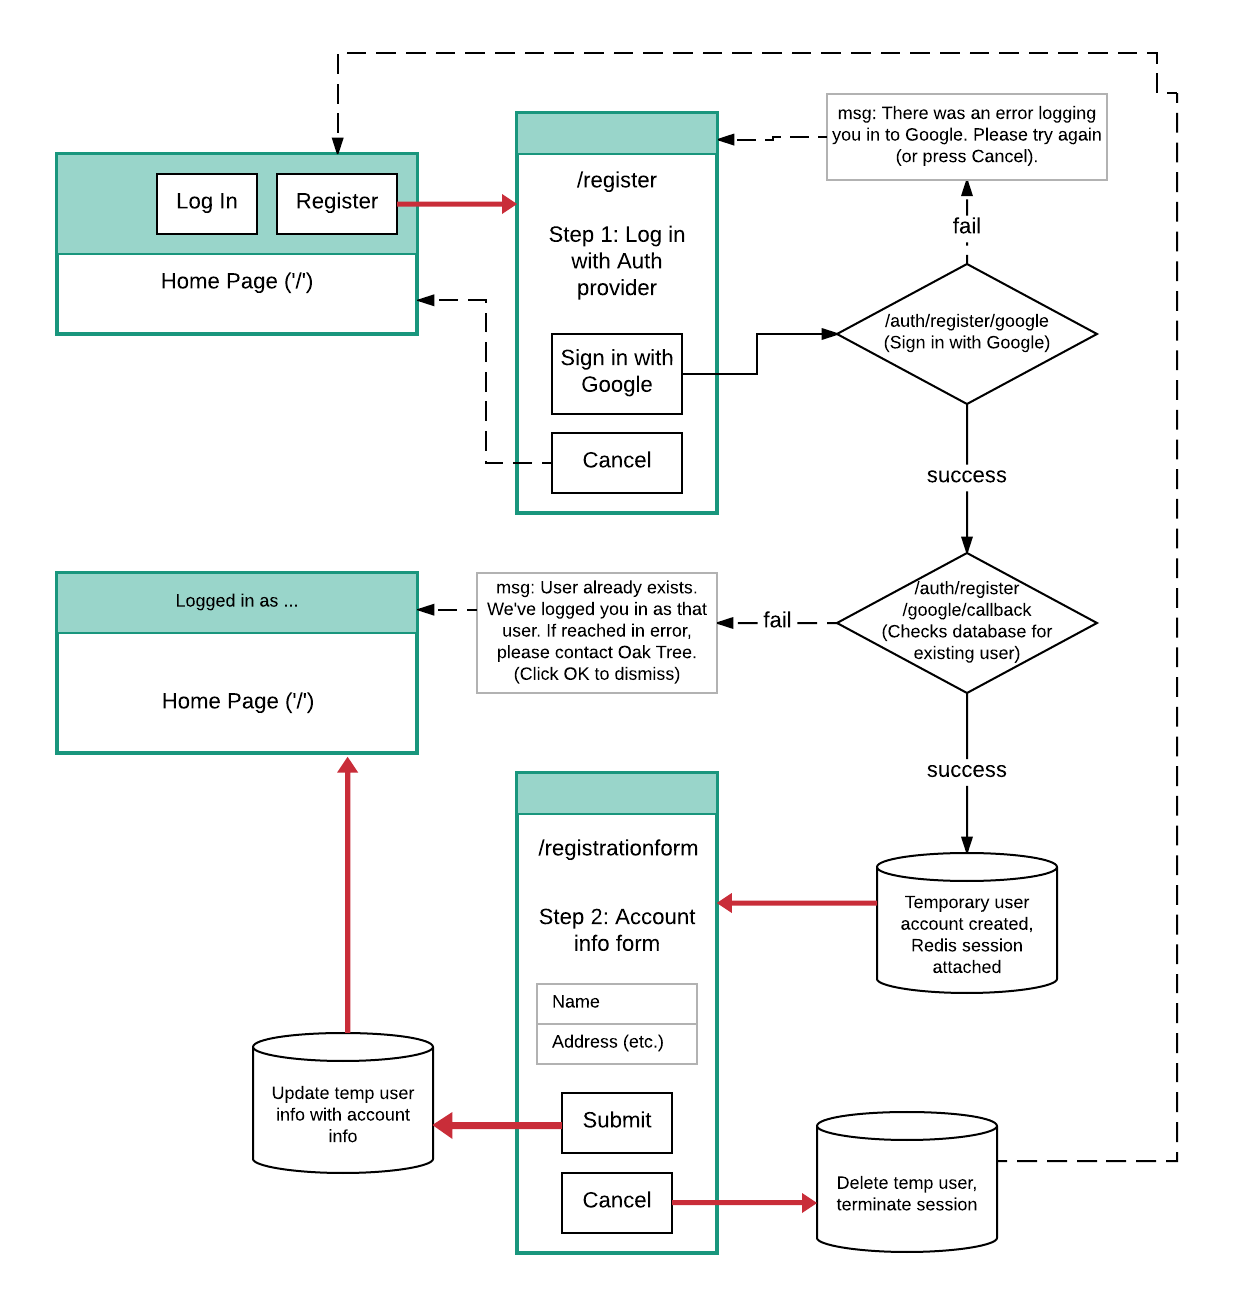 msg: There was an error logging
you in to Google. Please try again
(or press Cancel).
Log In
Register
/register
fail
Step 1: Log in
with Auth
provider
Home Page ('/')
/auth/register/google
(Sign in with Google)
Sign in with
Google
Cancel
success
msg: User already exists.
We've logged you in as that
user. If reached in error,
please contact Oak Tree.
(Click OK to dismiss)
fail
/auth/register
/google/callback
(Checks database for
existing user)
Logged in as ...
Home Page ('/')
success
/registrationform
Step 2: Account
info form
Temporary user
account created,
Redis session
attached
Name
Address (etc.)
Update temp user
info with account
info
Submit
Cancel
Delete temp user,
terminate session